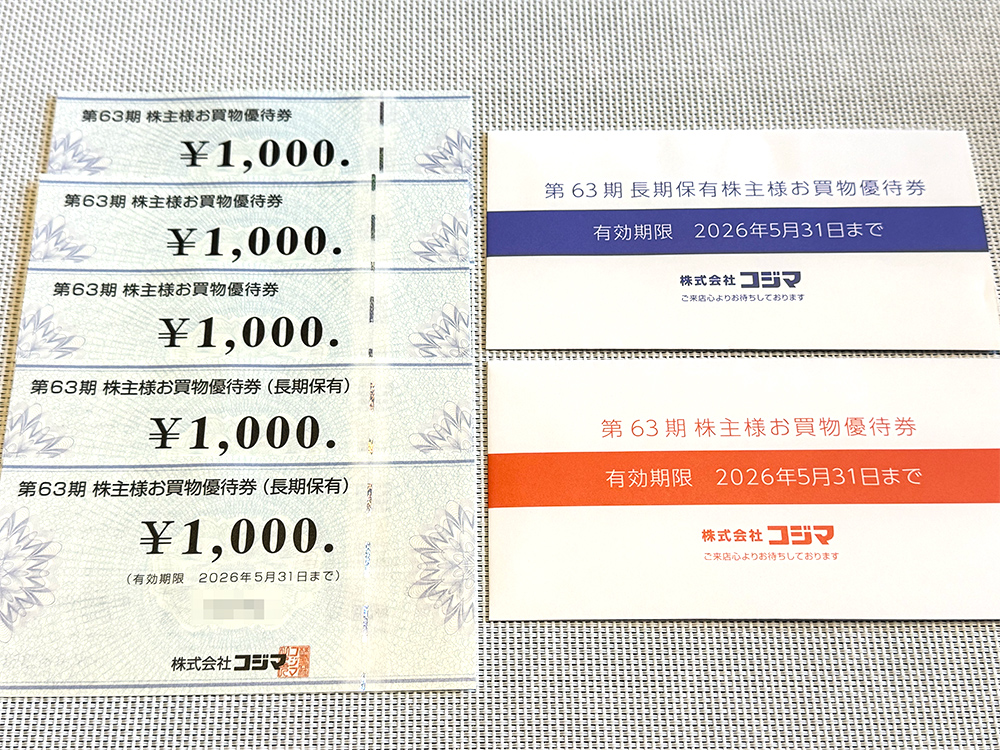 第63期 株主様お買物優待券
¥1,000.
第63期 株主様お買物優待券
¥1,000.
第63期 株主様お買物優待券
¥1,000.
第63期 株主様お買物優待券(長期保有)
¥1,000.
第63期 株主様お買物優待券(長期保有)
¥1,000.
(有効期限 2026年5月31日まで)
株式会社 コジマ
第63期 長期保有株主様お買物優待券
有効期限 2026年5月31日まで
株式会社 コジマ
ご来店心よりお待ちしております
第63期 株主様お買物優待券
有効期限 2026年5月31日まで
株式会社 コジマ
ご来店心よりお待ちしております